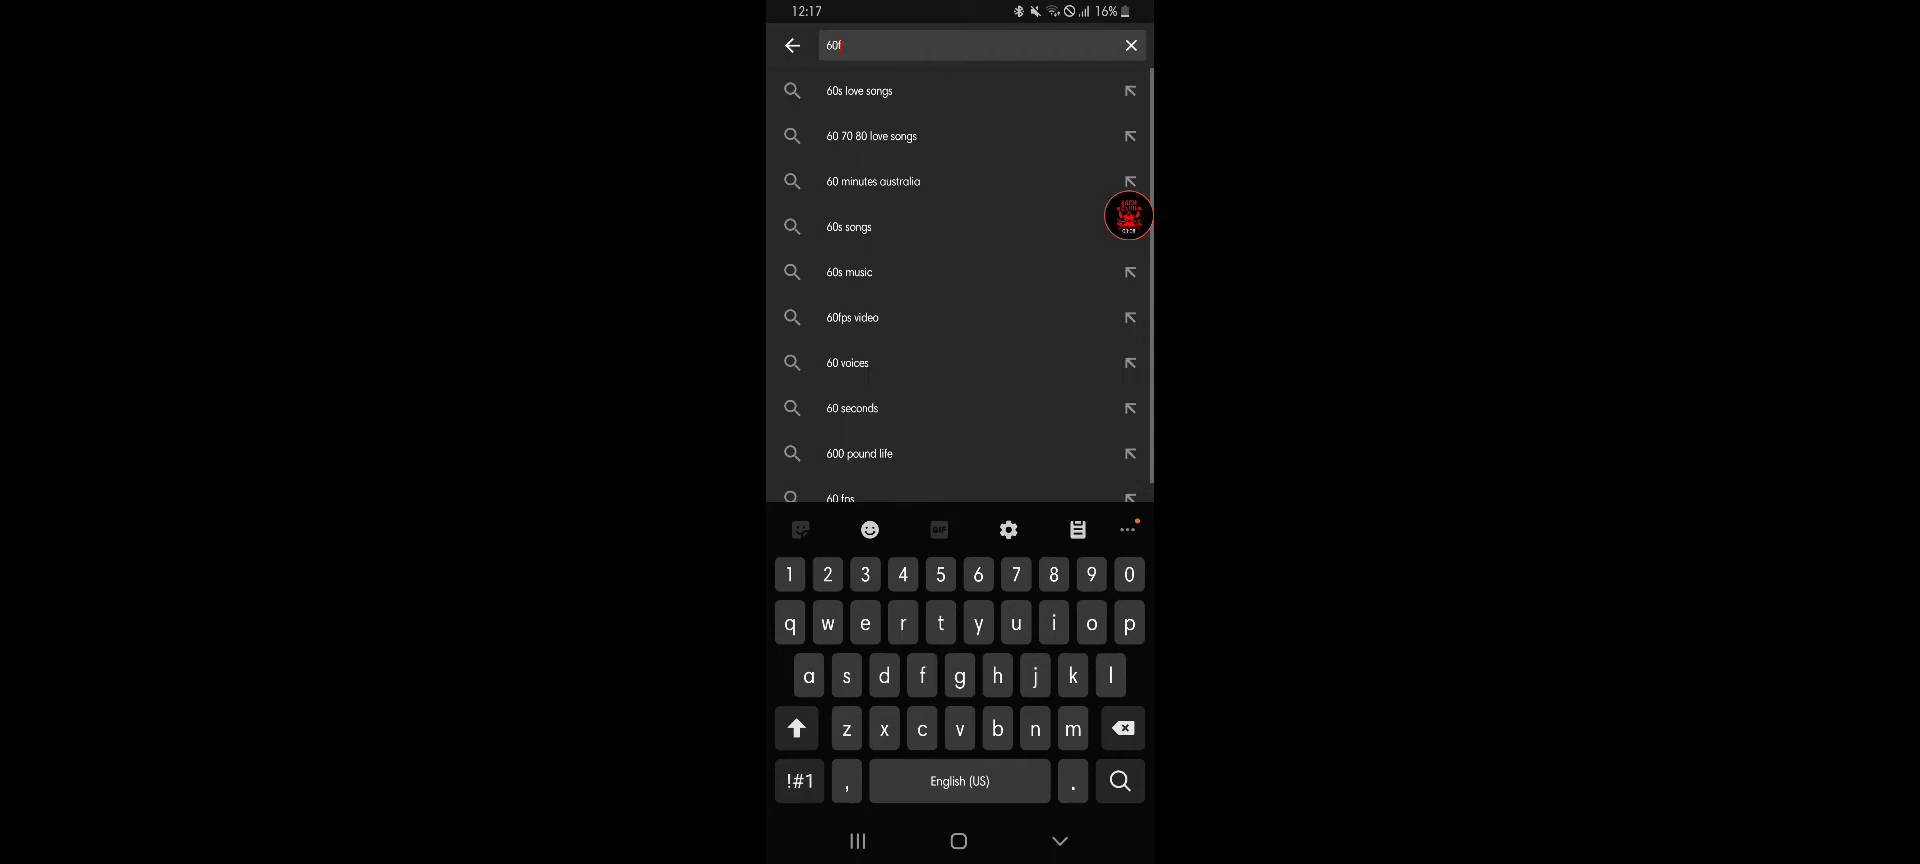 12:17
16%
60f
60s love songs
60 70 80 love songs
60 minutes australia
60s songs
60s music
60fps video
60 voices
60 seconds
600 pound life
60 fps
GIF
1 2 3 4 5 6 7 8 9 0
q w e r t y u i o p
a s d f g h j k l
z x c v b n m
!#1 , English (US) .